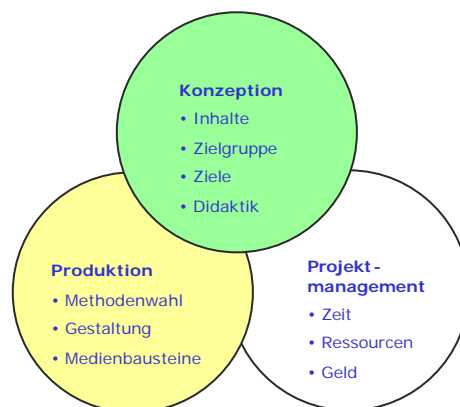 Konzeption
• Inhalte
• Zielgruppe
• Ziele
• Didaktik
Produktion
• Methodenwahl
• Gestaltung
• Medienbausteine
Projekt-
management
• Zeit
• Ressourcen
• Geld